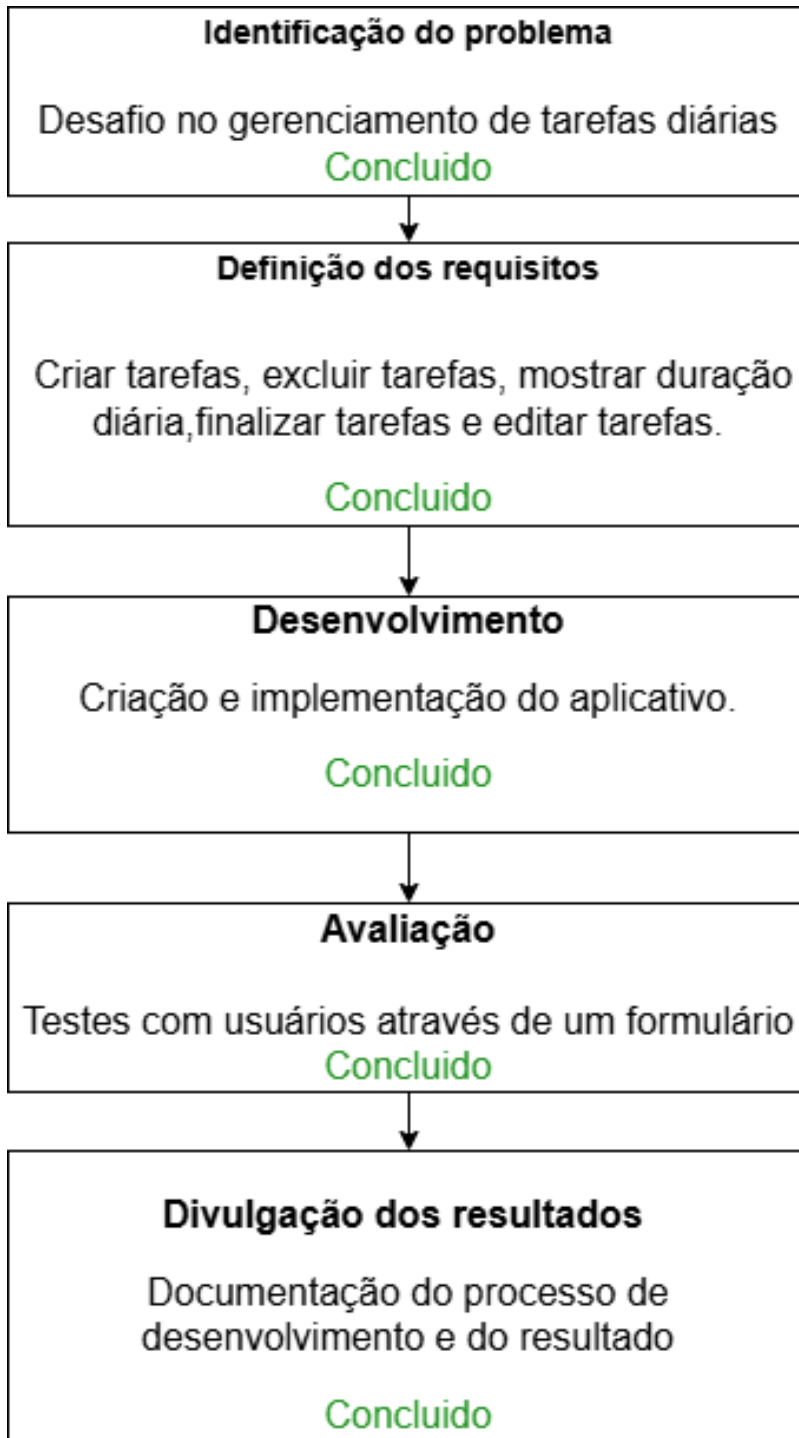 Identificação do problema
Desafio no gerenciamento de tarefas diárias
Concluido
Definição dos requisitos
Criar tarefas, excluir tarefas, mostrar duração
diária,finalizar tarefas e editar tarefas.
Concluido
Desenvolvimento
Criação e implementação do aplicativo.
Concluido
Avaliação
Testes com usuários através de um formulário
Concluido
Divulgação dos resultados
Documentação do processo de
desenvolvimento e do resultado
Concluido